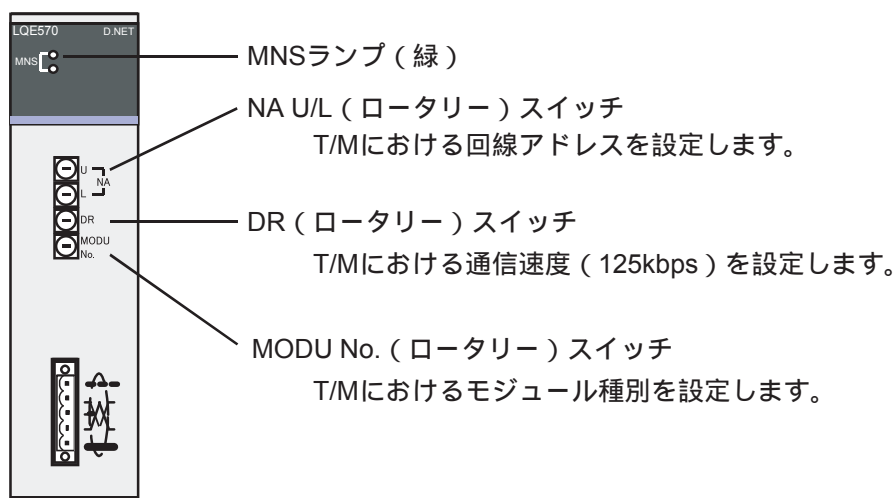 LQE570 D.NET
MNS
MNSランプ（緑）
NA U/L（ロータリー）スイッチ
T/Mにおける回線アドレスを設定します。
U
NA
L
DR
DR（ロータリー）スイッチ
MODU
No.
T/Mにおける通信速度（125kbps）を設定します。
MODU No.（ロータリー）スイッチ
T/Mにおけるモジュール種別を設定します。